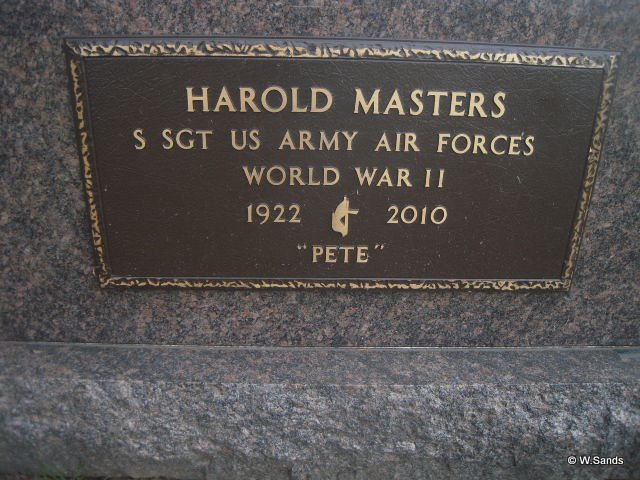 HAROLD MASTERS
S SGT US ARMY AIR FORCES
WORLD WAR II
1922 2010
"PETE"
© W.Sands